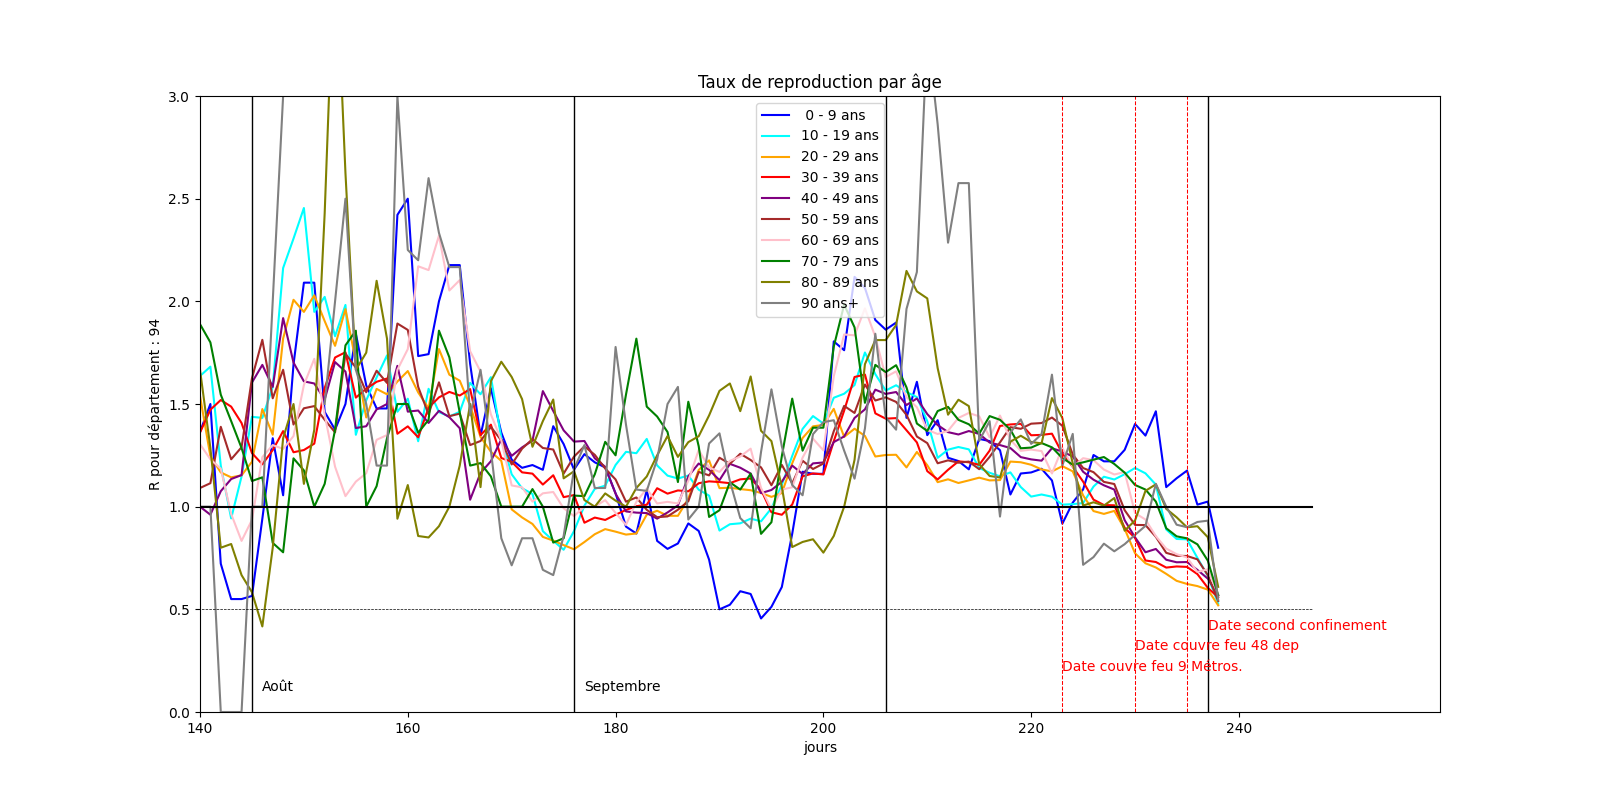 Taux de reproduction par âge
R pour département : 94
3.0
2.5
2.0
1.5
1.0
0.5
0.0
0 - 9 ans
10 - 19 ans
20 - 29 ans
30 - 39 ans
40 - 49 ans
50 - 59 ans
60 - 69 ans
70 - 79 ans
80 - 89 ans
90 ans+
Date second confinement
Date couvre feu 48 dep
Date couvre feu 9 Métros.
Août
Septembre
140
160
180
200
220
240
jours